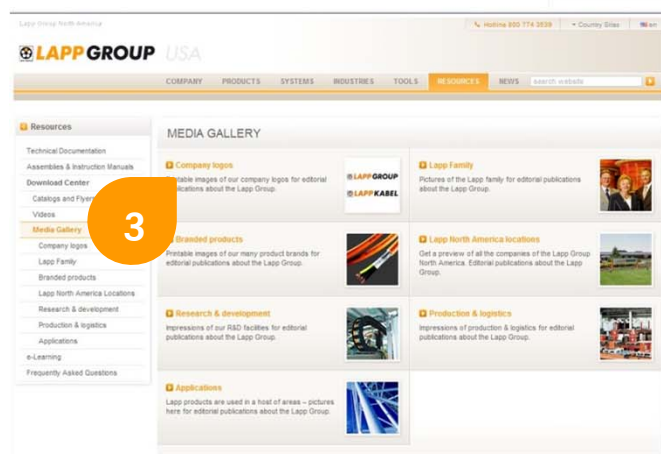 Lapp Group North America
Hotline 800 774 3539
Country Sites
en
LAPP GROUP USA
COMPANY PRODUCTS SYSTEMS INDUSTRIES TOOLS RESOURCES NEWS search website
Resources
Technical Documentation
Assemblies & Instruction Manuals
Download Center
Catalogs and Flyers
Videos
Media Gallery
Company logos
Lapp Family
Branded products
Lapp North America Locations
Research & development
Production & logistics
Applications
e-Learning
Frequently Asked Questions
3
MEDIA GALLERY
Company logos
Printable images of our company logos for editorial
publications about the Lapp Group.
LAPP GROUP
LAPP KABEL
Lapp Family
Pictures of the Lapp family for editorial publications
about the Lapp Group.
Branded products
Printable images of our many product brands for
editorial publications about the Lapp Group.
Lapp North America locations
Get a preview of all the companies of the Lapp Group
North America. Editorial publications about the Lapp
Group.
Research & development
Impressions of our R&D facilities for editorial
publications about the Lapp Group.
Production & logistics
Impressions of production & logistics for editorial
publications about the Lapp Group.
Applications
Lapp products are used in a host of areas – pictures
here for editorial publications about the Lapp Group.